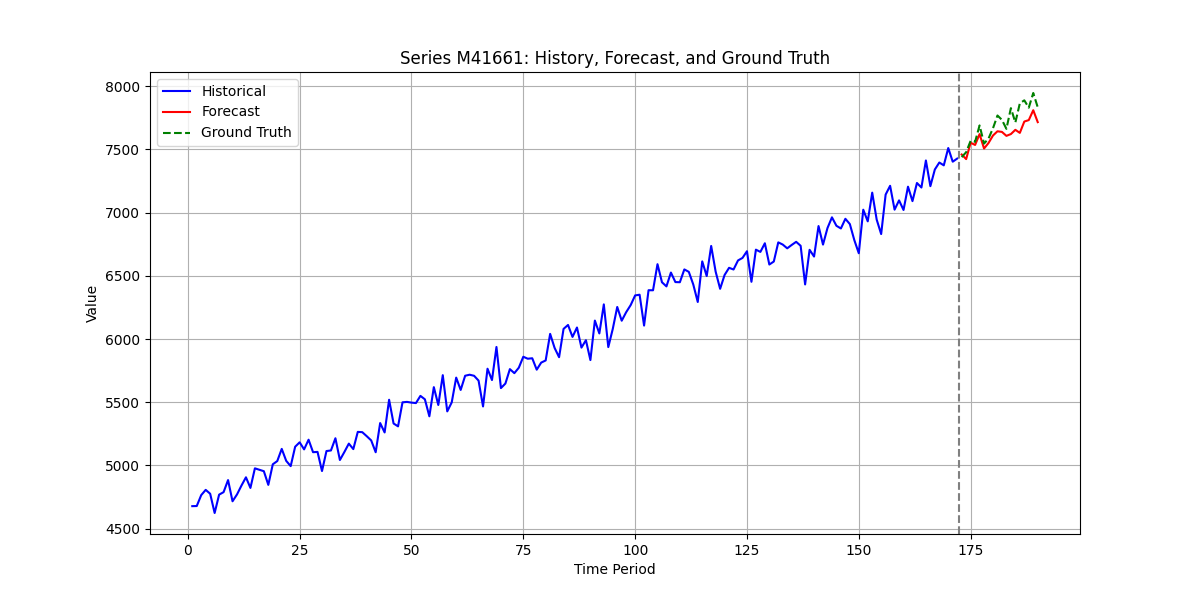 Series M41661: History, Forecast, and Ground Truth
Historical
Forecast
Ground Truth
8000
7500
7000
6500
6000
5500
5000
4500
Value
0 25 50 75 100 125 150 175
Time Period